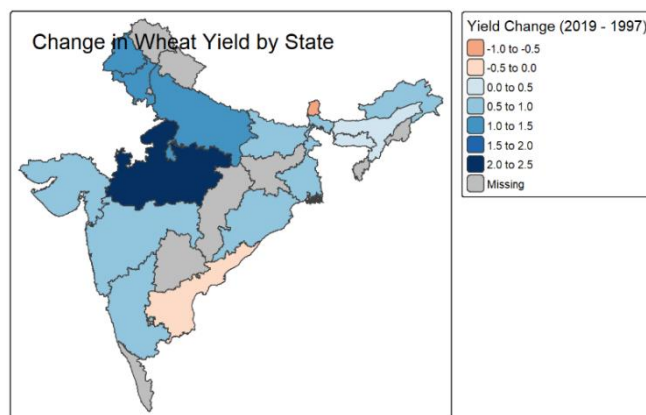 Change in Wheat Yield by State
Yield Change (2019 - 1997)
-1.0 to -0.5
-0.5 to 0.0
0.0 to 0.5
0.5 to 1.0
1.0 to 1.5
1.5 to 2.0
2.0 to 2.5
Missing